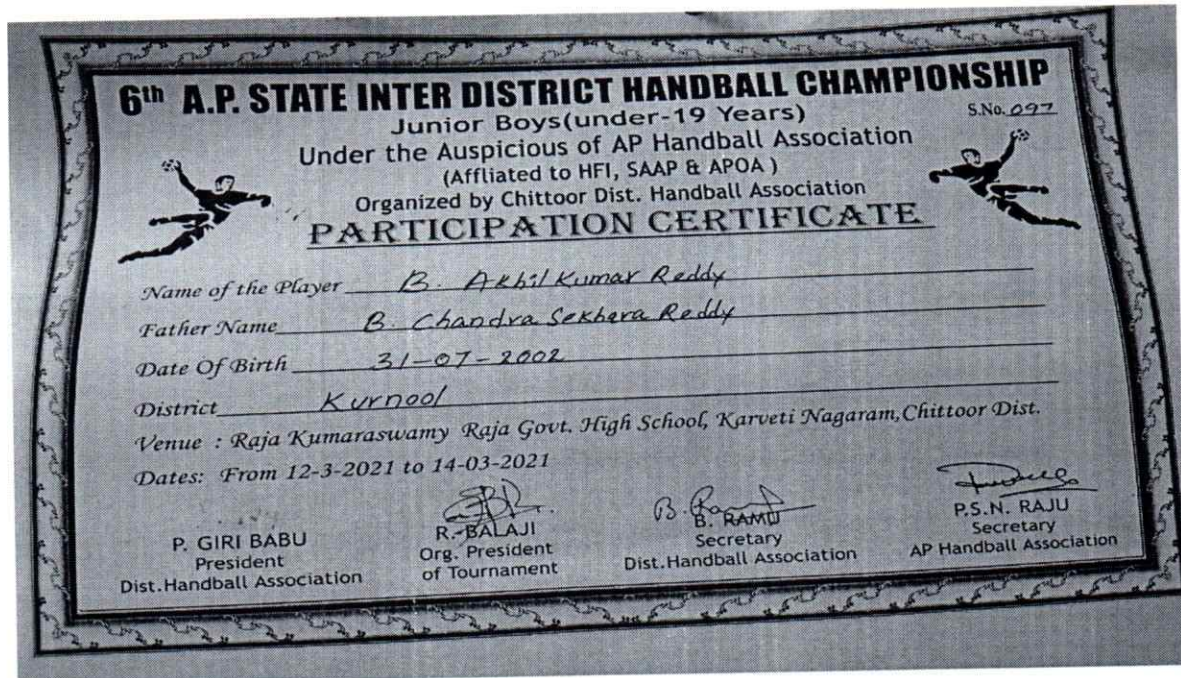 6th A.P. STATE INTER DISTRICT HANDBALL CHAMPIONSHIP
Junior Boys(under-19 Years)
S.No. 097
Under the Auspicious of AP Handball Association
(Affliated to HFI, SAAP & APOA )
Organized by Chittoor Dist. Handball Association
PARTICIPATION CERTIFICATE
Name of the Player B. Akhil Kumar Reddy
Father Name B. Chandra Sekhara Reddy
Date Of Birth 31-07-2002
District Kurnool
Venue : Raja Kumaraswamy Raja Govt. High School, Karveti Nagaram,Chittoor Dist.
Dates: From 12-3-2021 to 14-03-2021
P. GIRI BABU
President
Dist.Handball Association
R. BALAJI
Org. President
of Tournament
B. RAMU
Secretary
Dist.Handball Association
P.S.N. RAJU
Secretary
AP Handball Association